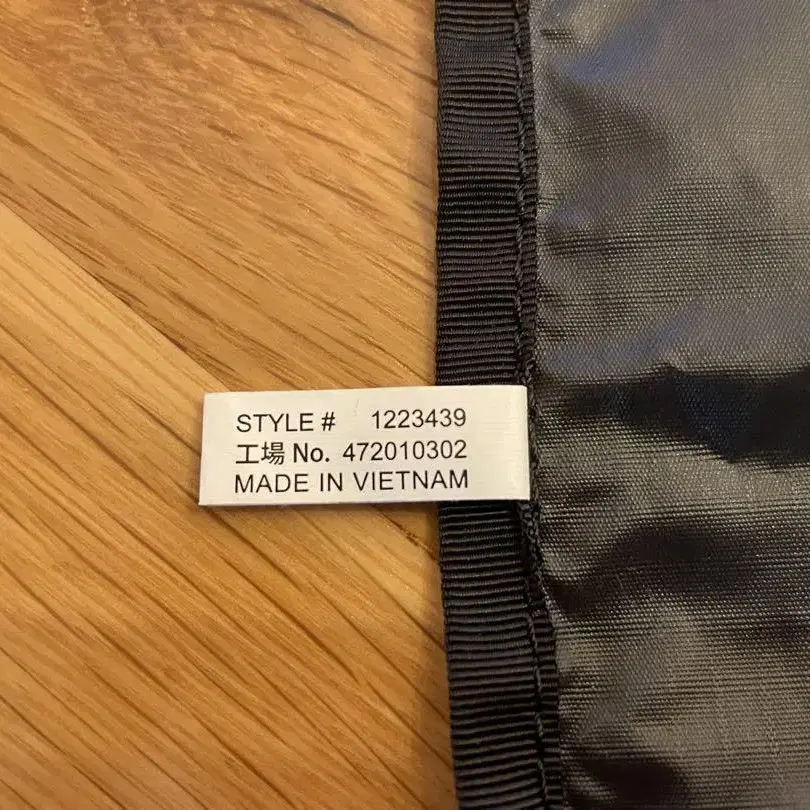 STYLE # 1223439
工場 No. 472010302
MADE IN VIETNAM